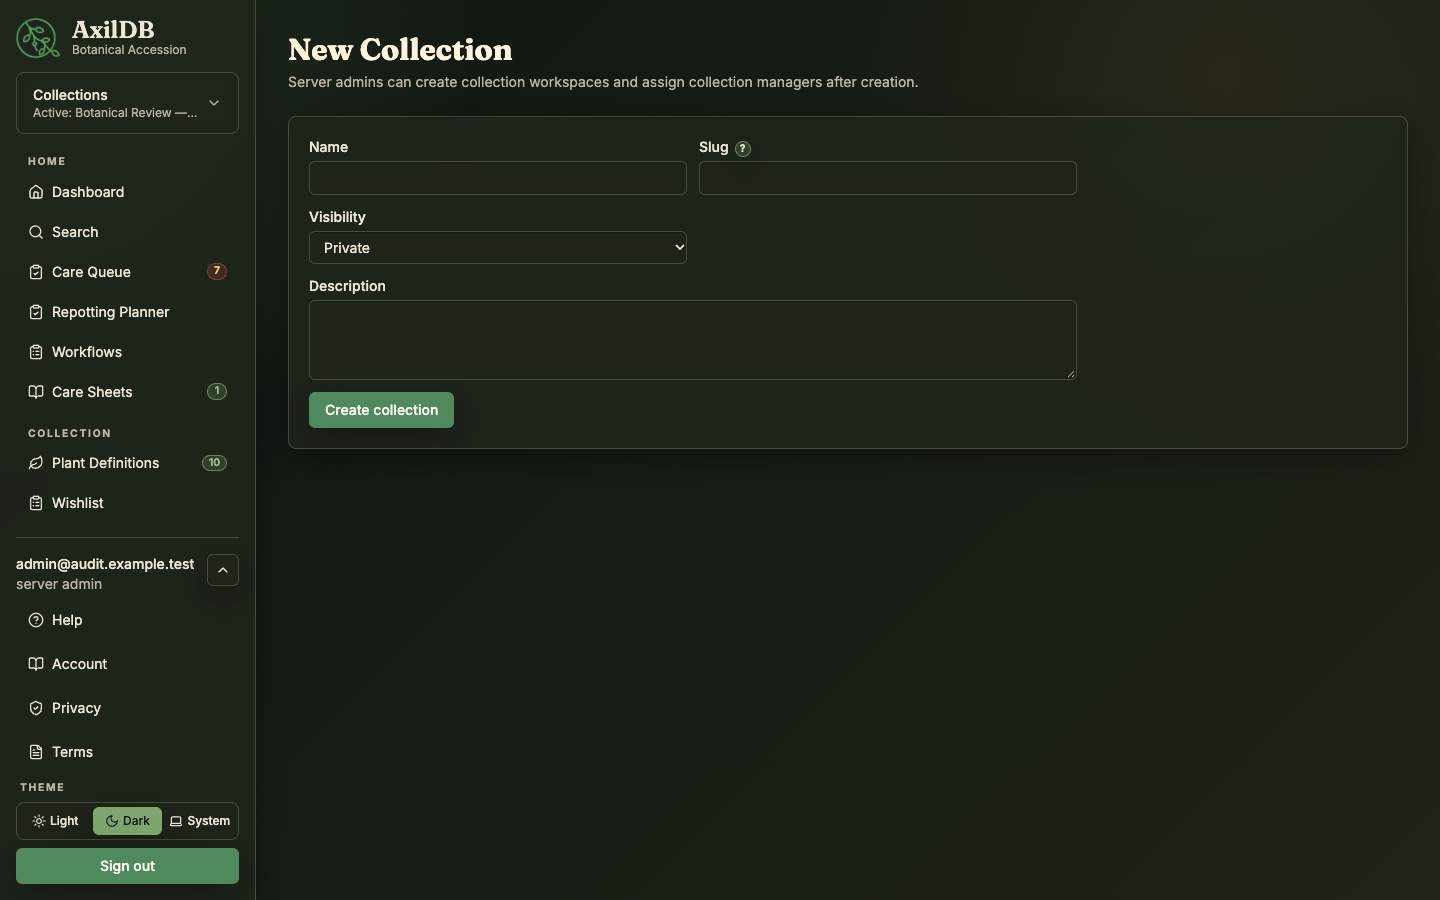 AxilDB
Botanical Accession
Collections
Active: Botanical Review —...
HOME
Dashboard
Search
Care Queue 7
Repotting Planner
Workflows
Care Sheets 1
COLLECTION
Plant Definitions 10
Wishlist
admin@audit.example.test
server admin
Help
Account
Privacy
Terms
THEME
Light Dark System
Sign out
New Collection
Server admins can create collection workspaces and assign collection managers after creation.
Name Slug ?
Visibility
Private
Description
Create collection